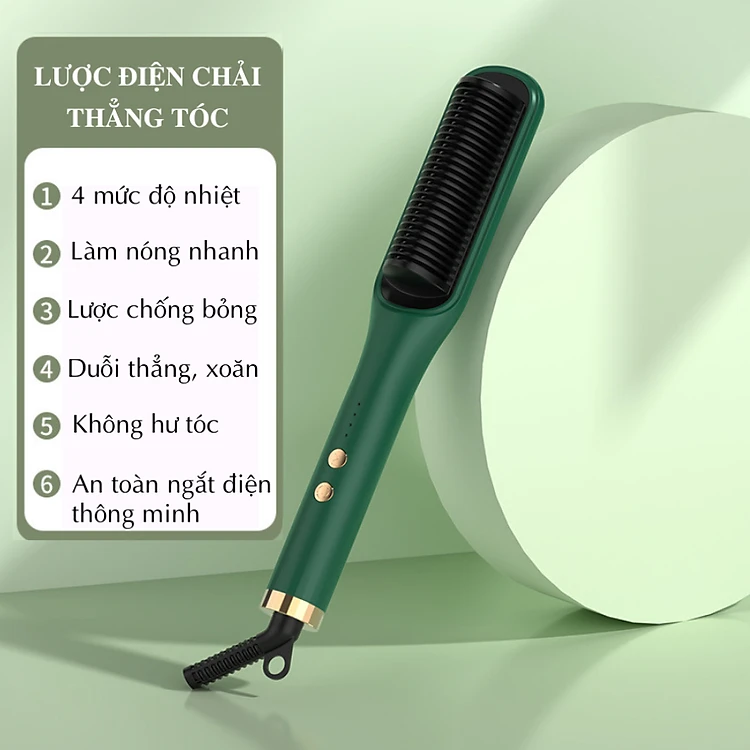 LƯỢC ĐIỆN CHẢI
THẲNG TÓC
1 4 mức độ nhiệt
2 Làm nóng nhanh
3 Lược chống bỏng
4 Duỗi thẳng, xoăn
5 Không hư tóc
6 An toàn ngắt điện
thông minh